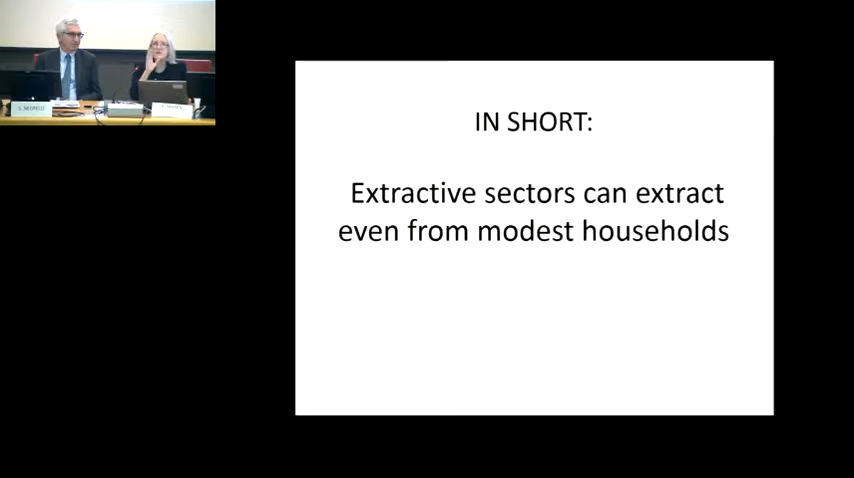 IN SHORT:
Extractive sectors can extract
even from modest households